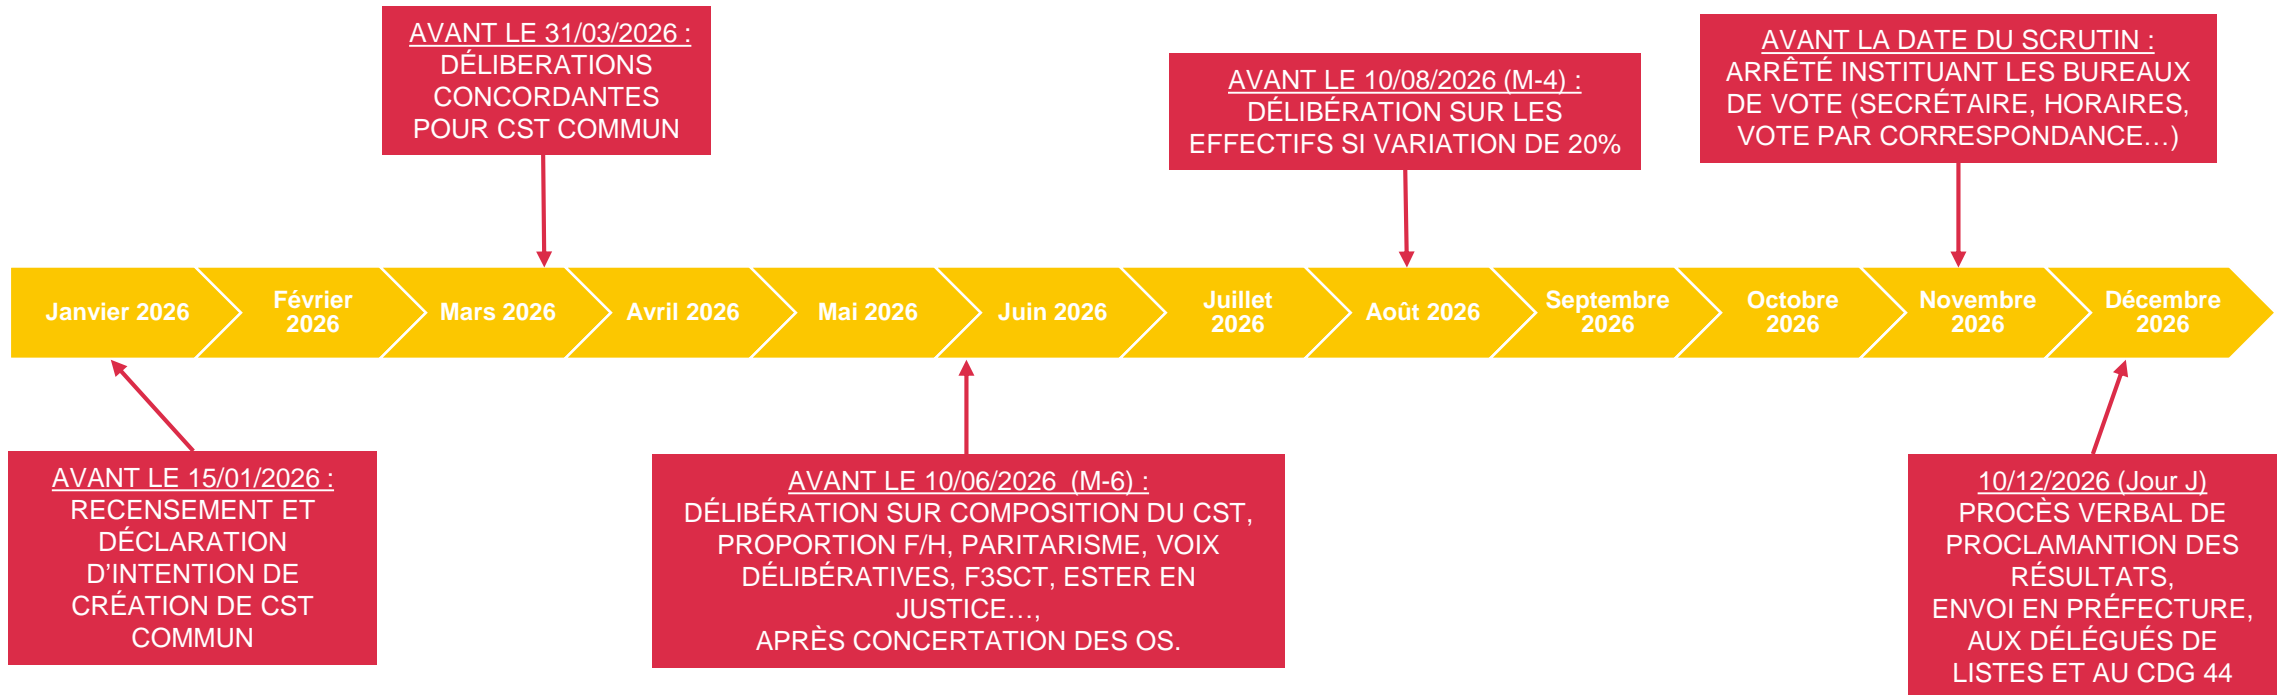 AVANT LE 31/03/2026 :
DÉLIBERATIONS
CONCORDANTES
POUR CST COMMUN
AVANT LE 10/08/2026 (M-4) :
DÉLIBÉRATION SUR LES
EFFECTIFS SI VARIATION DE 20%
AVANT LA DATE DU SCRUTIN :
ARRÊTÉ INSTITUANT LES BUREAUX
DE VOTE (SECRÉTAIRE, HORAIRES,
VOTE PAR CORRESPONDANCE…)
Janvier 2026
Février
2026
Mars 2026
Avril 2026
Mai 2026
Juin 2026
Juillet
2026
Août 2026
Septembre
2026
Octobre
2026
Novembre
2026
Décembre
2026
AVANT LE 15/01/2026 :
RECENSEMENT ET
DÉCLARATION
D'INTENTION DE
CRÉATION DE CST
COMMUN
AVANT LE 10/06/2026 (M-6) :
DÉLIBÉRATION SUR COMPOSITION DU CST,
PROPORTION F/H, PARITARISME, VOIX
DÉLIBÉRATIVES, F3SCT, ESTER EN
JUSTICE…,
APRÈS CONCERTATION DES OS.
10/12/2026 (Jour J)
PROCÈS VERBAL DE
PROCLAMANTION DES
RÉSULTATS,
ENVOI EN PRÉFECTURE,
AUX DÉLÉGUÉS DE
LISTES ET AU CDG 44